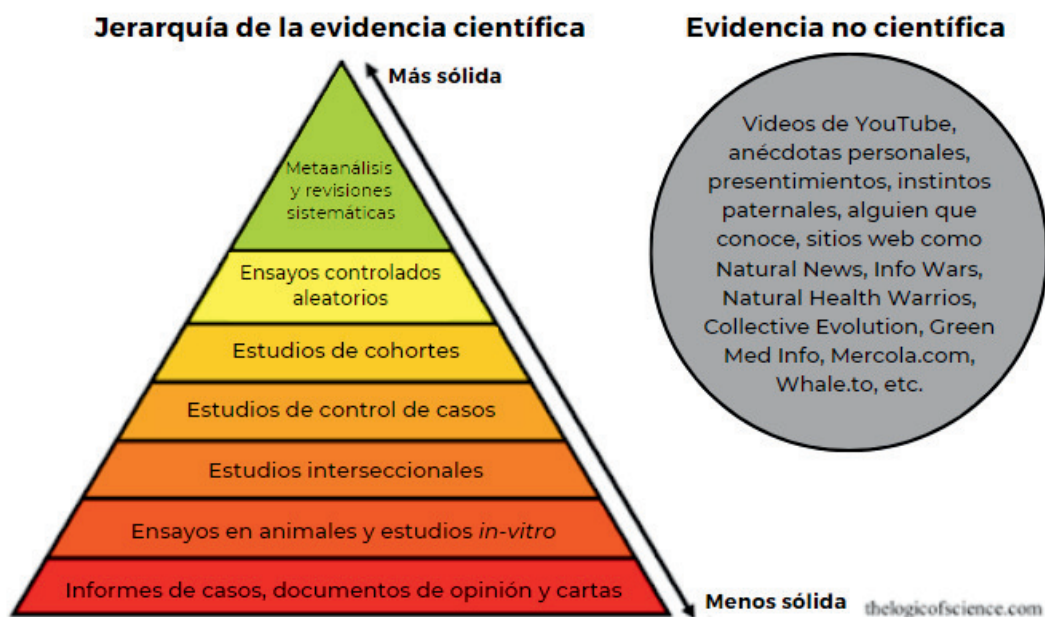 Jerarquía de la evidencia científica
Más sólida
Metaanálisis
y revisiones
sistemáticas
Ensayos controlados
aleatorios
Estudios de cohortes
Estudios de control de casos
Estudios interseccionales
Ensayos en animales y estudios in-vitro
Informes de casos, documentos de opinión y cartas
Menos sólida
Evidencia no científica
Videos de YouTube,
anécdotas personales,
presentimientos, instintos
paternales, alguien que
conoce, sitios web como
Natural News, Info Wars,
Natural Health Warrios,
Collective Evolution, Green
Med Info, Mercola.com,
Whale.to, etc.
thelogicofscience.com